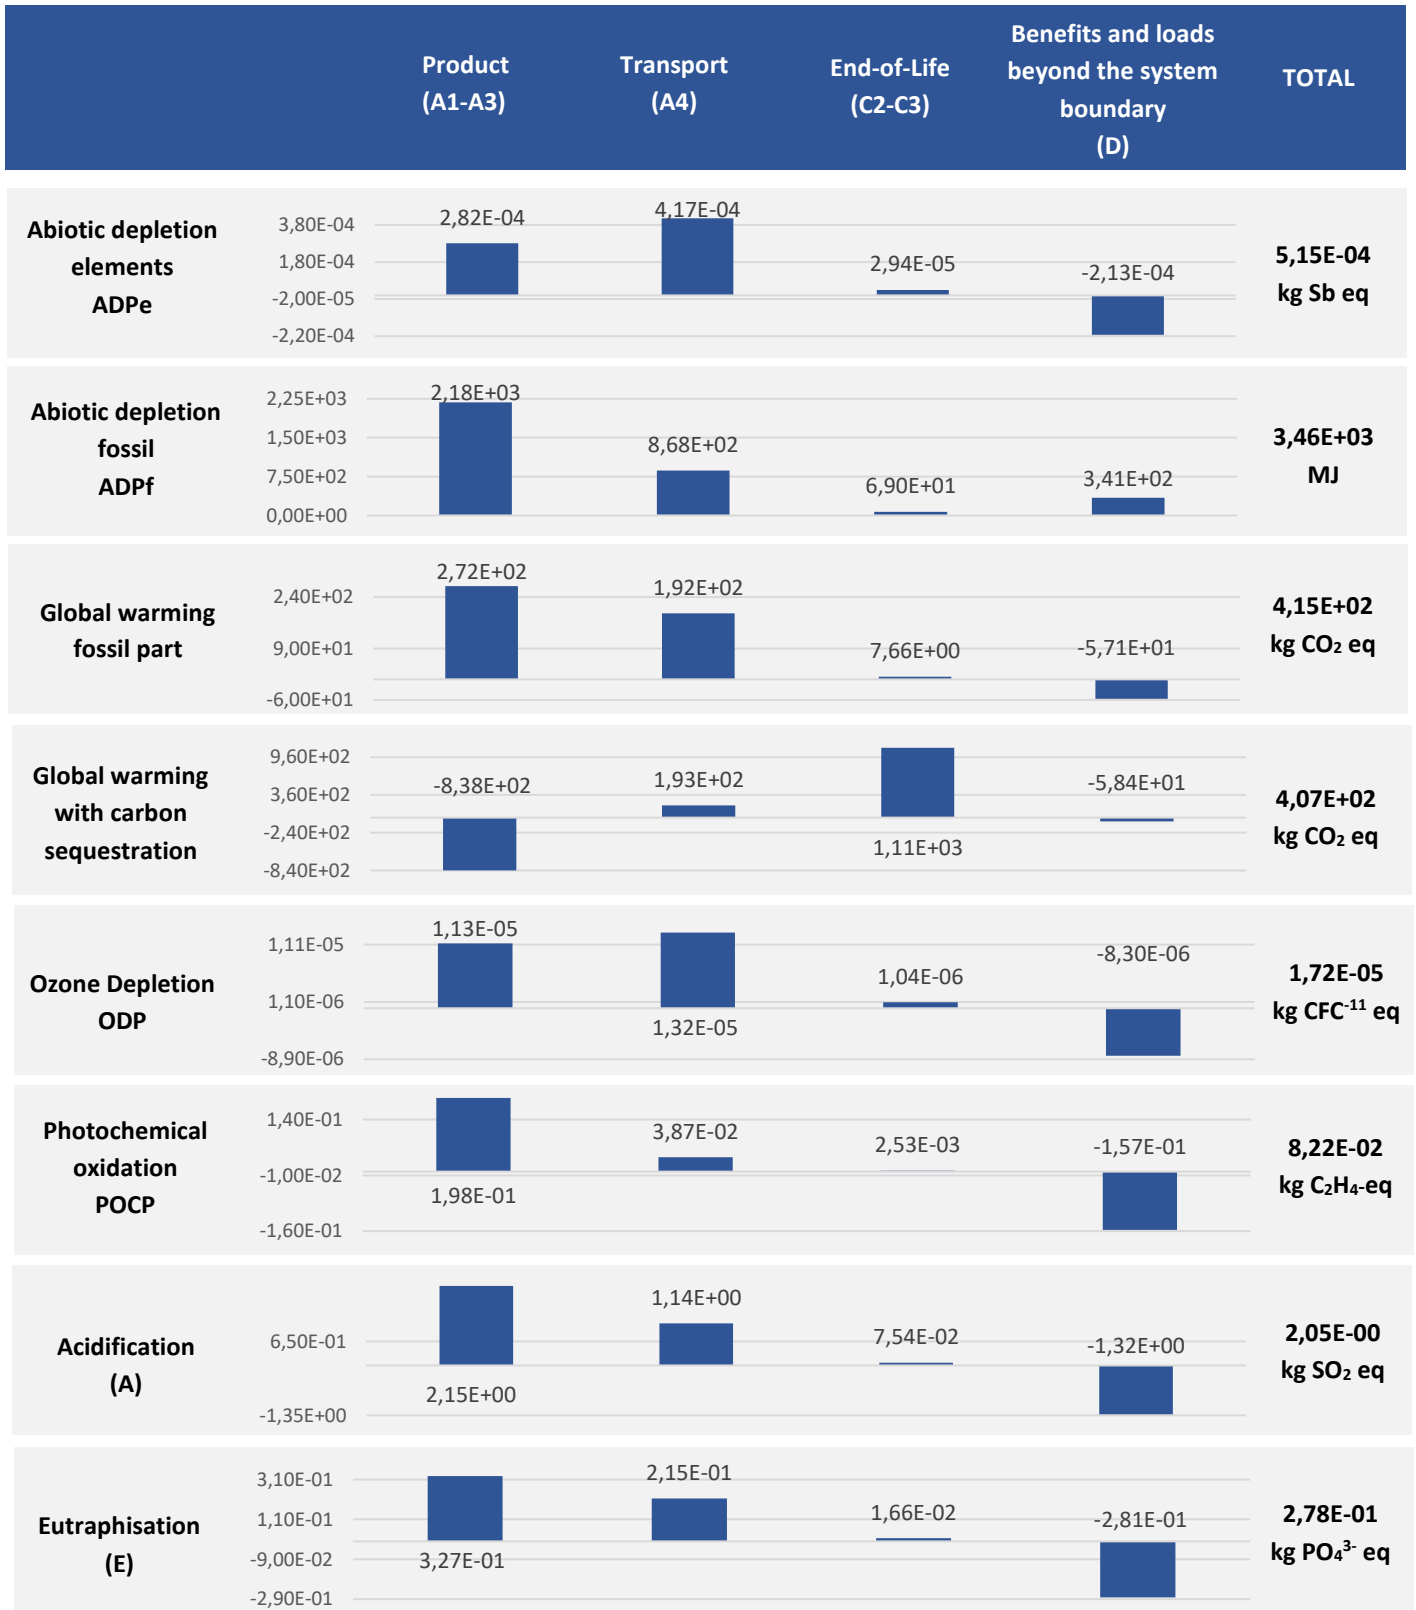 Product
(A1-A3)
Transport
(A4)
End-of-Life
(C2-C3)
Benefits and loads
beyond the system
boundary
(D)
TOTAL
Abiotic depletion
elements
ADPe
3,80E-04
1,80E-04
-2,00E-05
-2,20E-04
2,82E-04
4,17E-04
2,94E-05
-2,13E-04
5,15E-04
kg Sb eq
Abiotic depletion
fossil
ADPf
2,25E+03
1,50E+03
7,50E+02
0,00E+00
2,18E+03
8,68E+02
6,90E+01
3,41E+02
3,46E+03
MJ
Global warming
fossil part
2,40E+02
9,00E+01
-6,00E+01
2,72E+02
1,92E+02
7,66E+00
-5,71E+01
4,15E+02
kg CO₂ eq
Global warming
with carbon
sequestration
9,60E+02
3,60E+02
-2,40E+02
-8,40E+02
-8,38E+02
1,93E+02
1,11E+03
-5,84E+01
4,07E+02
kg CO₂ eq
Ozone Depletion
ODP
1,11E-05
1,10E-06
-8,90E-06
1,13E-05
1,32E-05
1,04E-06
-8,30E-06
1,72E-05
kg CFC⁻¹¹ eq
Photochemical
oxidation
POCP
1,40E-01
-1,00E-02
-1,60E-01
1,98E-01
3,87E-02
2,53E-03
-1,57E-01
8,22E-02
kg C₂H₄-eq
Acidification
(A)
6,50E-01
-1,35E+00
2,15E+00
1,14E+00
7,54E-02
-1,32E+00
2,05E-00
kg SO₂ eq
Eutraphisation
(E)
3,10E-01
1,10E-01
-9,00E-02
-2,90E-01
3,27E-01
2,15E-01
1,66E-02
-2,81E-01
2,78E-01
kg PO₄³⁻ eq